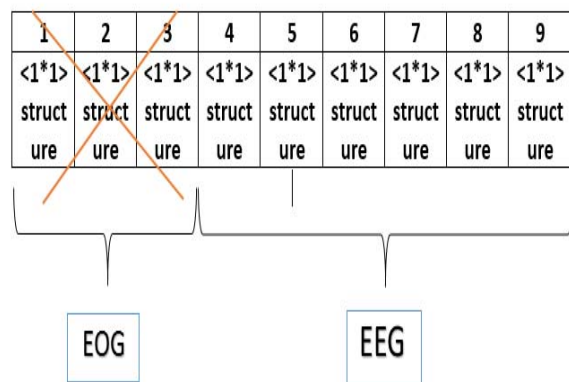 1 2 3 4 5 6 7 8 9
<1*1> <1*1> <1*1> <1*1> <1*1> <1*1> <1*1> <1*1> <1*1>
struct struct struct struct struct struct struct struct struct
ure ure ure ure ure ure ure ure ure
EOG EEG